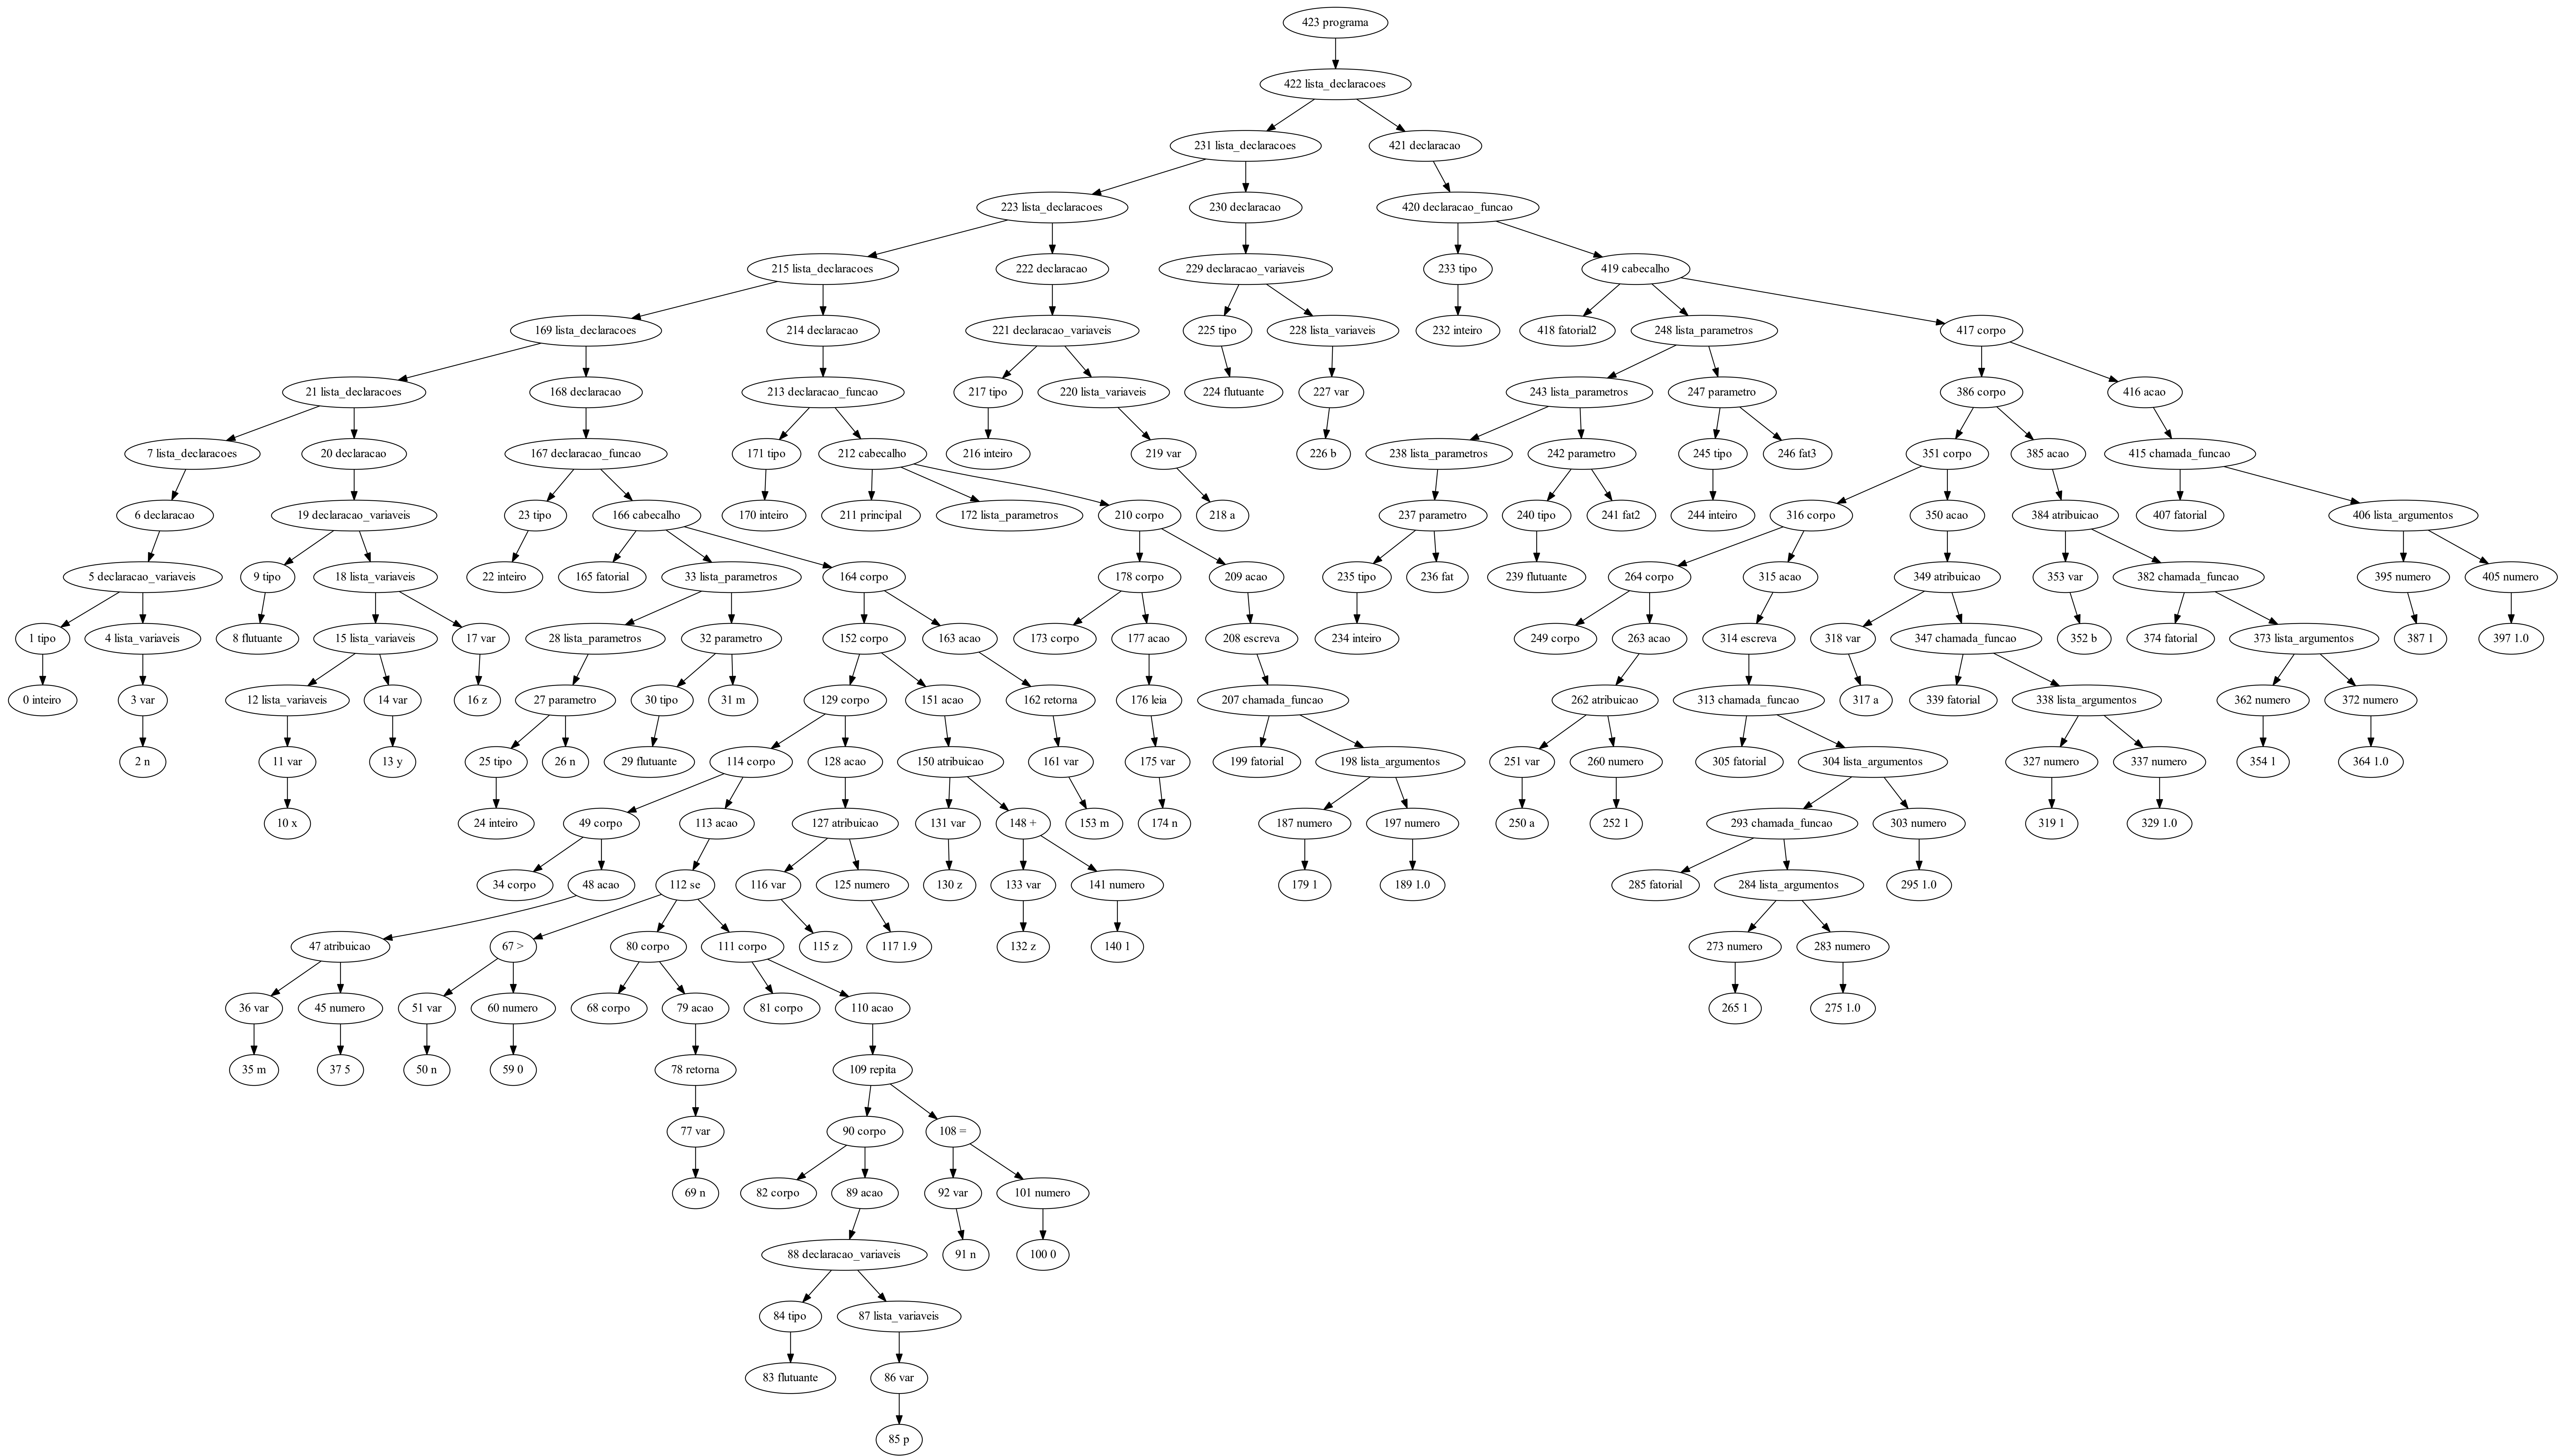 423 programa
422 lista_declaracoes
231 lista_declaracoes
421 declaracao
223 lista_declaracoes
230 declaracao
420 declaracao_funcao
215 lista_declaracoes
222 declaracao
229 declaracao_variaveis
233 tipo
419 cabecalho
169 lista_declaracoes
214 declaracao
221 declaracao_variaveis
225 tipo
228 lista_variaveis
232 inteiro
418 fatorial2
248 lista_parametros
417 corpo
21 lista_declaracoes
168 declaracao
213 declaracao_funcao
217 tipo
220 lista_variaveis
224 flutuante
227 var
243 lista_parametros
247 parametro
386 corpo
416 acao
7 lista_declaracoes
20 declaracao
167 declaracao_funcao
171 tipo
212 cabecalho
216 inteiro
219 var
226 b
238 lista_parametros
242 parametro
245 tipo
246 fat3
351 corpo
385 acao
415 chamada_funcao
6 declaracao
19 declaracao_variaveis
23 tipo
166 cabecalho
170 inteiro
211 principal
172 lista_parametros
210 corpo
218 a
237 parametro
240 tipo
241 fat2
244 inteiro
316 corpo
350 acao
384 atribuicao
407 fatorial
406 lista_argumentos
5 declaracao_variaveis
9 tipo
18 lista_variaveis
22 inteiro
165 fatorial
33 lista_parametros
164 corpo
178 corpo
209 acao
235 tipo
236 fat
239 flutuante
264 corpo
315 acao
349 atribuicao
353 var
382 chamada_funcao
395 numero
405 numero
1 tipo
4 lista_variaveis
8 flutuante
15 lista_variaveis
17 var
28 lista_parametros
32 parametro
152 corpo
163 acao
173 corpo
177 acao
208 escreva
234 inteiro
249 corpo
263 acao
314 escreva
318 var
347 chamada_funcao
352 b
374 fatorial
373 lista_argumentos
387 1
397 1.0
0 inteiro
3 var
12 lista_variaveis
14 var
16 z
27 parametro
30 tipo
31 m
129 corpo
151 acao
162 retorna
176 leia
207 chamada_funcao
262 atribuicao
313 chamada_funcao
317 a
339 fatorial
338 lista_argumentos
362 numero
372 numero
2 n
11 var
13 y
25 tipo
26 n
29 flutuante
114 corpo
128 acao
150 atribuicao
161 var
175 var
199 fatorial
198 lista_argumentos
251 var
260 numero
305 fatorial
304 lista_argumentos
327 numero
337 numero
354 1
364 1.0
10 x
24 inteiro
49 corpo
113 acao
127 atribuicao
131 var
148 +
153 m
174 n
187 numero
197 numero
250 a
252 1
293 chamada_funcao
303 numero
319 1
329 1.0
34 corpo
48 acao
112 se
116 var
125 numero
130 z
133 var
141 numero
179 1
189 1.0
285 fatorial
284 lista_argumentos
295 1.0
47 atribuicao
67 >
80 corpo
111 corpo
115 z
117 1.9
132 z
140 1
273 numero
283 numero
36 var
45 numero
51 var
60 numero
68 corpo
79 acao
81 corpo
110 acao
265 1
275 1.0
35 m
37 5
50 n
59 0
78 retorna
109 repita
77 var
90 corpo
108 =
69 n
82 corpo
89 acao
92 var
101 numero
88 declaracao_variaveis
91 n
100 0
84 tipo
87 lista_variaveis
83 flutuante
86 var
85 p